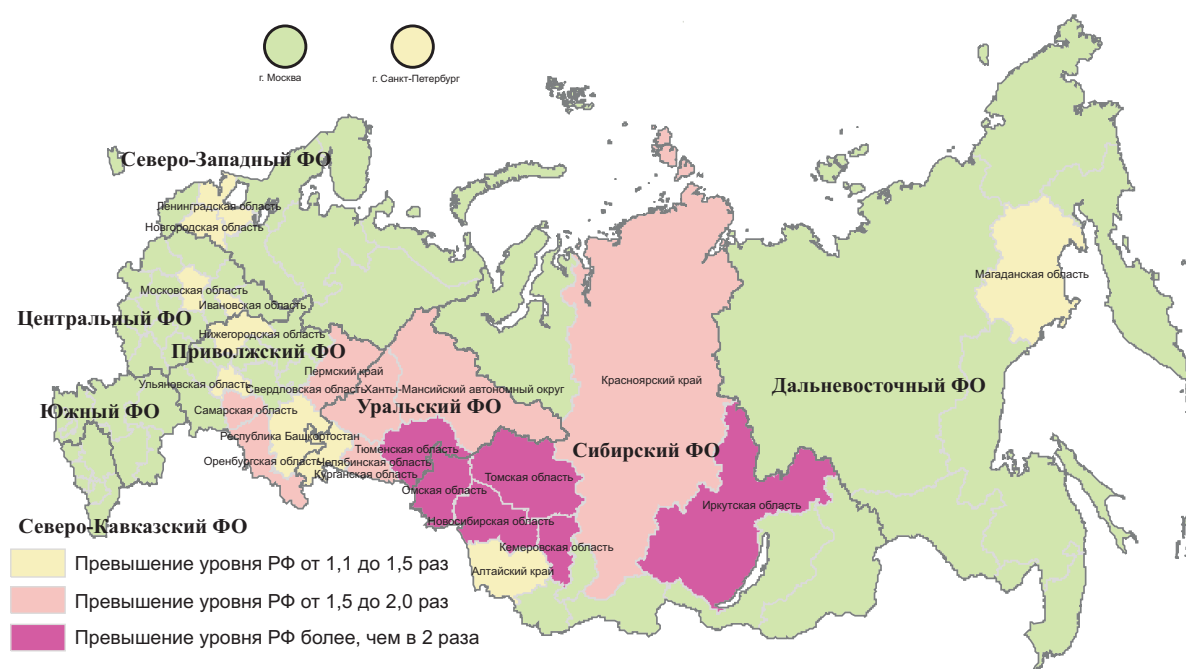 г. Москва
г. Санкт-Петербург
Северо-Западный ФО
Ленинградская область
Новгородская область
Магаданская область
Московская область
Ивановская область
Центральный ФО
Нижегородская область
Приволжский ФО
Пермский край
Красноярский край
Ульяновская область
Свердловская область
Ханты-Мансийский автономный округ
Дальневосточный ФО
Южный ФО
Самарская область
Уральский ФО
Республика Башкортостан
Тюменская область
Сибирский ФО
Оренбургская область
Челябинская область
Курганская область
Томская область
Омская область
Иркутская область
Северо-Кавказский ФО
Новосибирская область
Кемеровская область
Алтайский край
Превышение уровня РФ от 1,1 до 1,5 раз
Превышение уровня РФ от 1,5 до 2,0 раз
Превышение уровня РФ более, чем в 2 раза